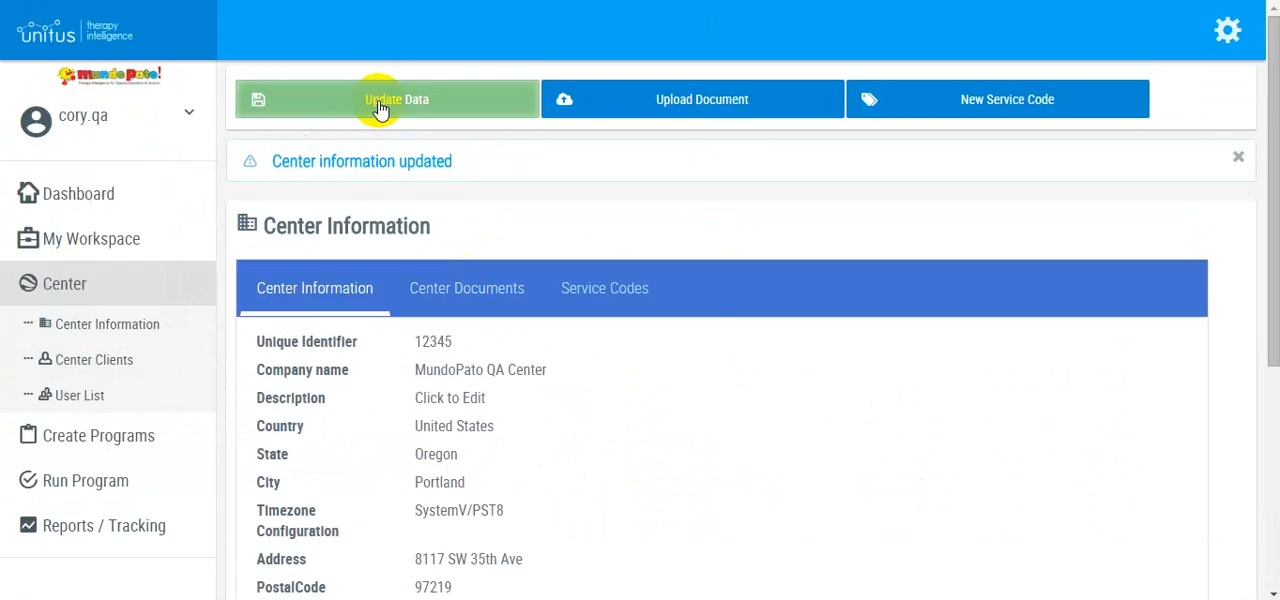 unitus therapy intelligence
mundo pato!
cory.qa
Update Data
Upload Document
New Service Code
Center information updated
Dashboard
My Workspace
Center
Center Information
Center Clients
User List
Create Programs
Run Program
Reports / Tracking
Center Information
Center Information
Center Documents
Service Codes
Unique Identifier 12345
Company name MundoPato QA Center
Description Click to Edit
Country United States
State Oregon
City Portland
Timezone Configuration SystemV/PST8
Address 8117 SW 35th Ave
PostalCode 97219